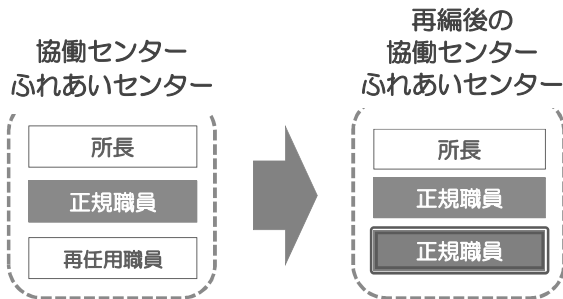 協働センター
ふれあいセンター
所長
正規職員
再任用職員
再編後の
協働センター
ふれあいセンター
所長
正規職員
正規職員